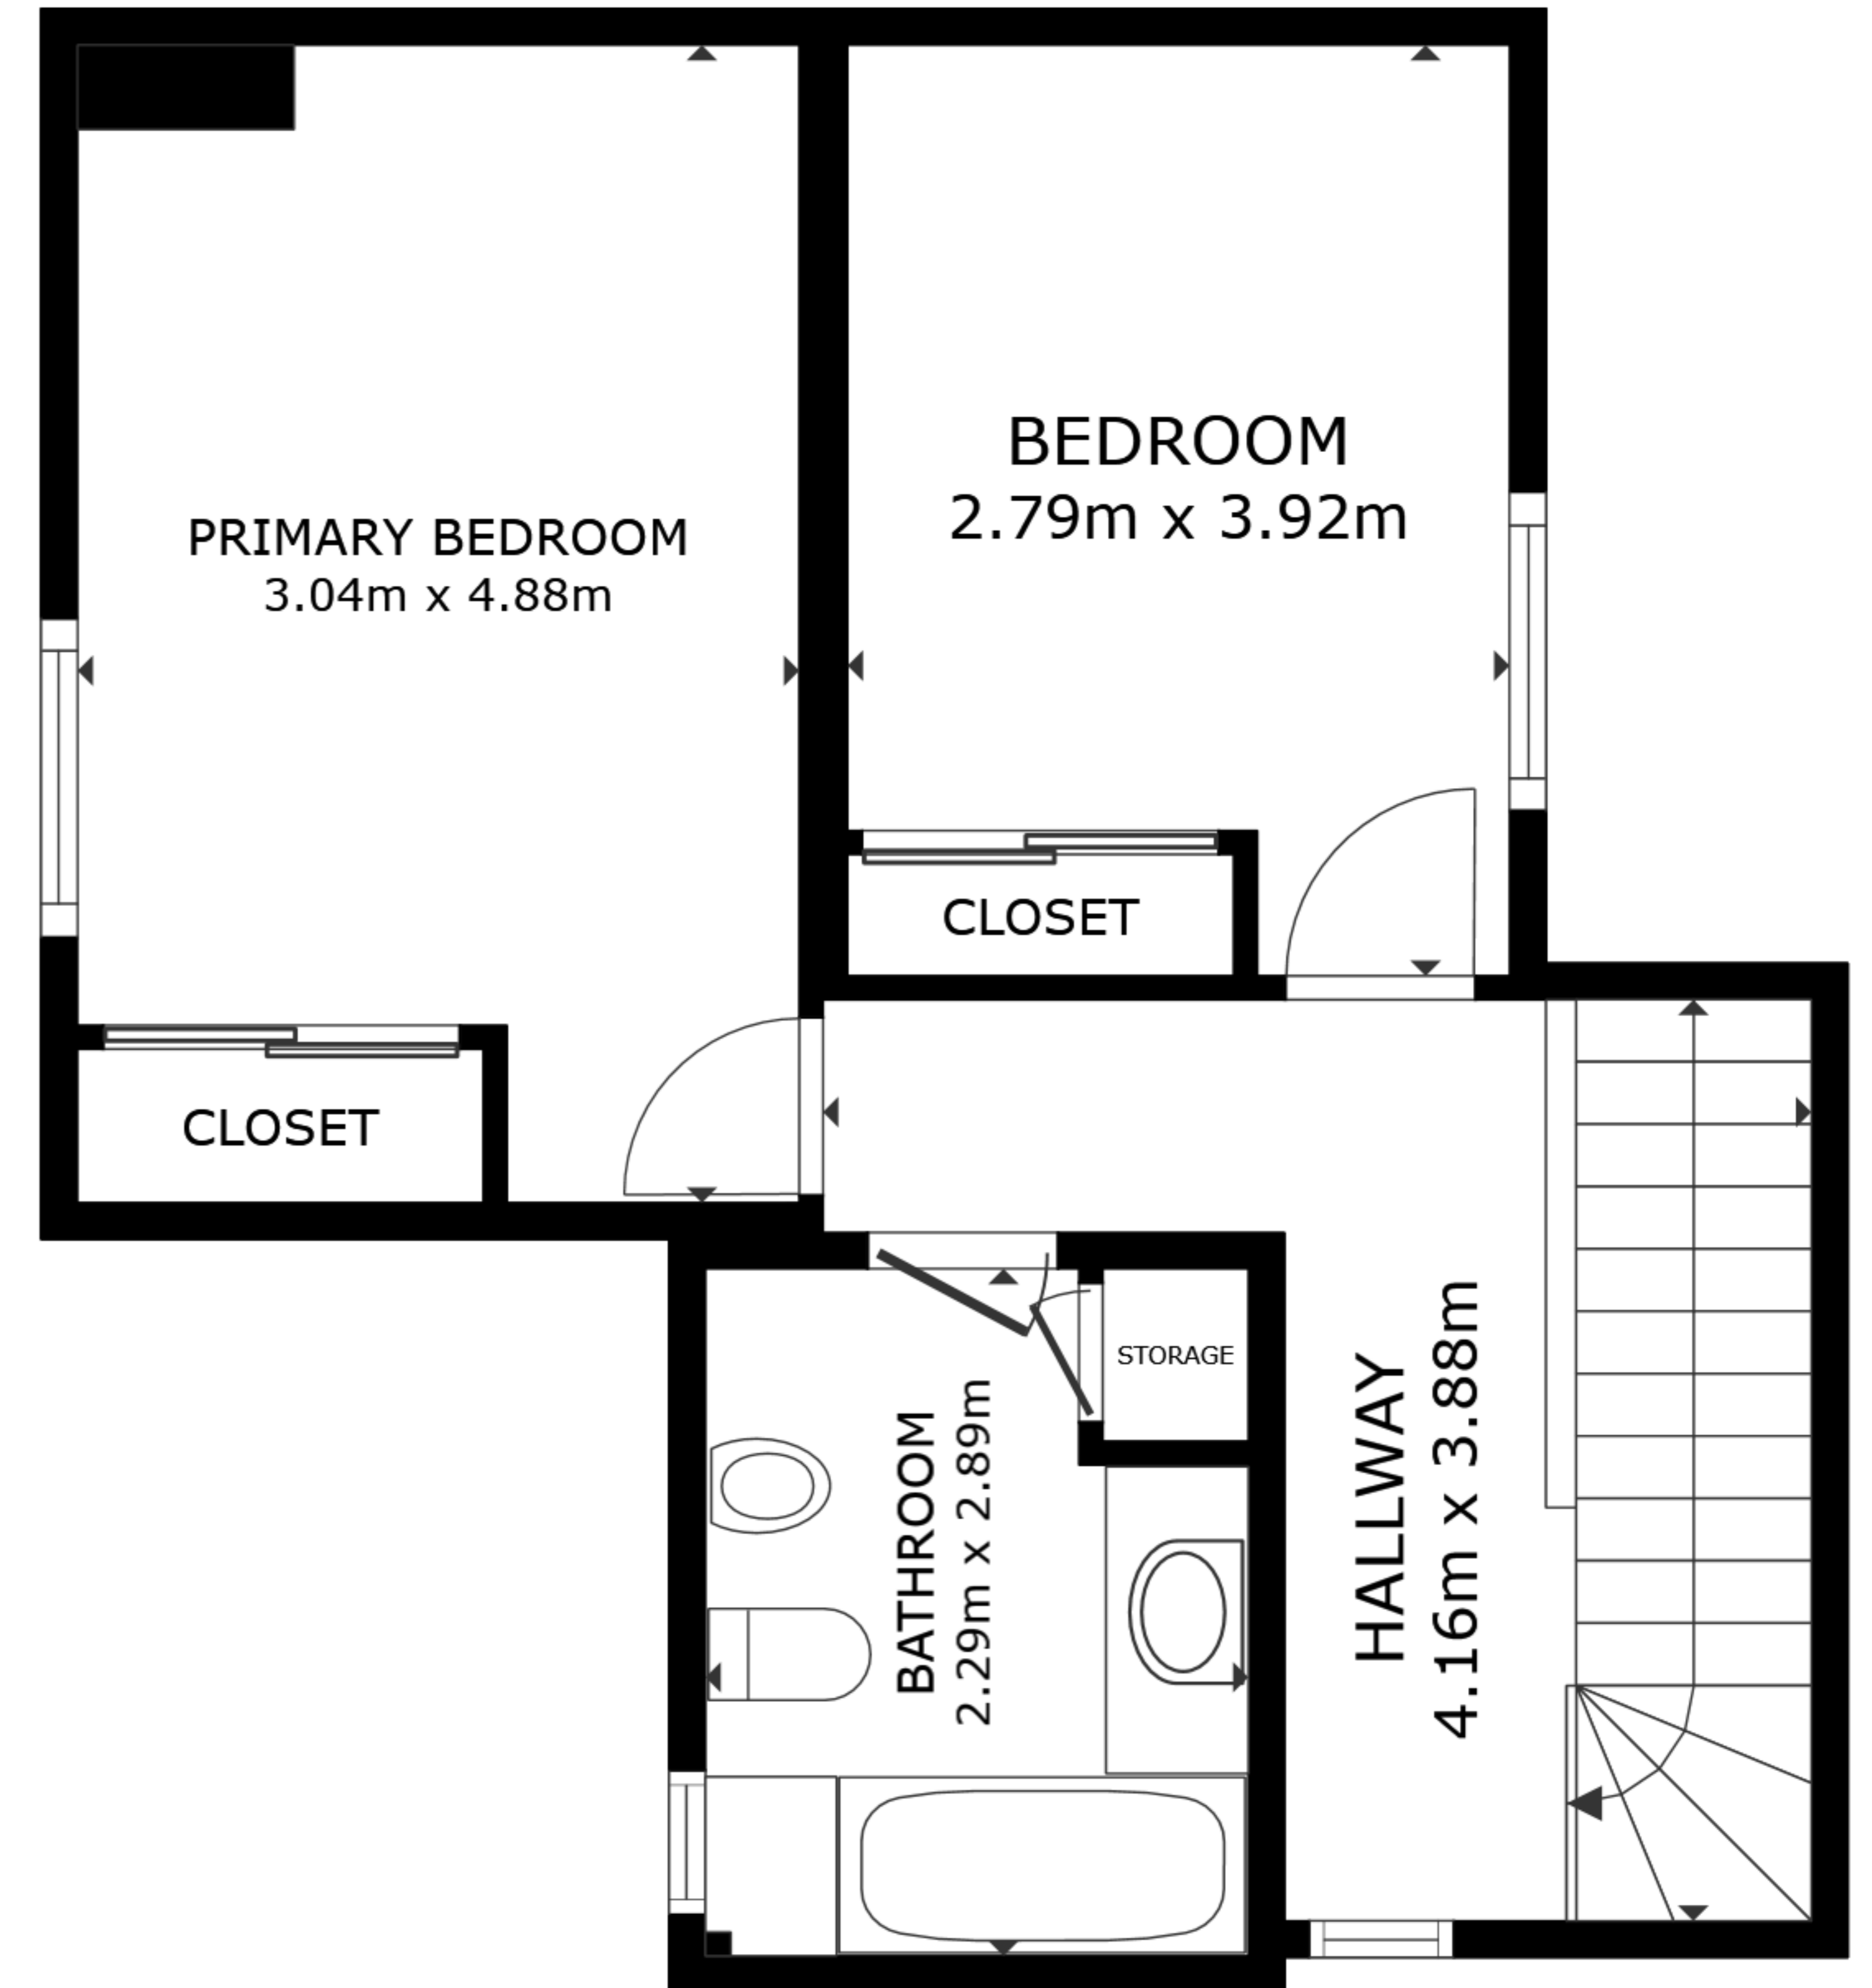 BEDROOM
2.79m x 3.92m
PRIMARY BEDROOM
3.04m x 4.88m
CLOSET
CLOSET
STORAGE
BATHROOM
2.29m x 2.89m
HALLWAY
4.16m x 3.88m